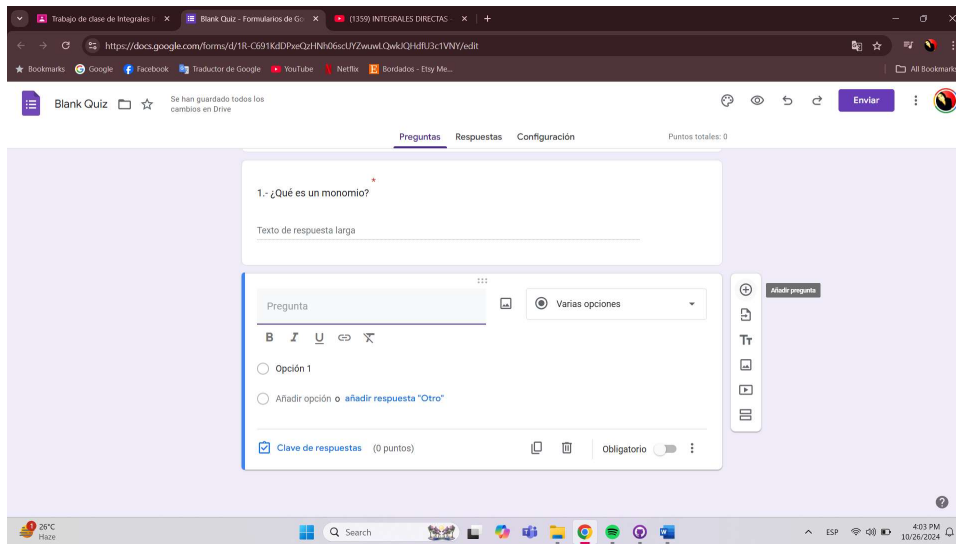 Trabajo de clase de Integrales I
Blank Quiz - Formularios de Go
(1359) INTEGRALES DIRECTAS -
https://docs.google.com/forms/d/1R-C691KdDPxeQzHNh06scUYZwuwLQwkJQHdfU3c1VNY/edit
Bookmarks Google Facebook Traductor de Google YouTube Netflix Bordados - Etsy Me... All Bookmarks
Blank Quiz
Se han guardado todos los
cambios en Drive
Enviar
Preguntas Respuestas Configuración Puntos totales: 0
1.- ¿Qué es un monomio? *
Texto de respuesta larga
Pregunta
Varias opciones
Añadir pregunta
B I U
Tт
Opción 1
Añadir opción o añadir respuesta "Otro"
Clave de respuestas (0 puntos)
Obligatorio
1 26°C
Haze
Search
ESP
4:03 PM
10/26/2024